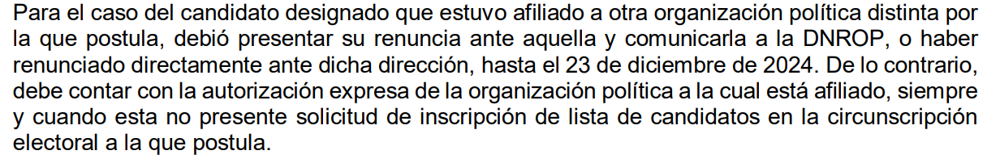 Para el caso del candidato designado que estuvo afiliado a otra organización política distinta por
la que postula, debió presentar su renuncia ante aquella y comunicarla a la DNROP, o haber
renunciado directamente ante dicha dirección, hasta el 23 de diciembre de 2024. De lo contrario,
debe contar con la autorización expresa de la organización política a la cual está afiliado, siempre
y cuando esta no presente solicitud de inscripción de lista de candidatos en la circunscripción
electoral a la que postula.